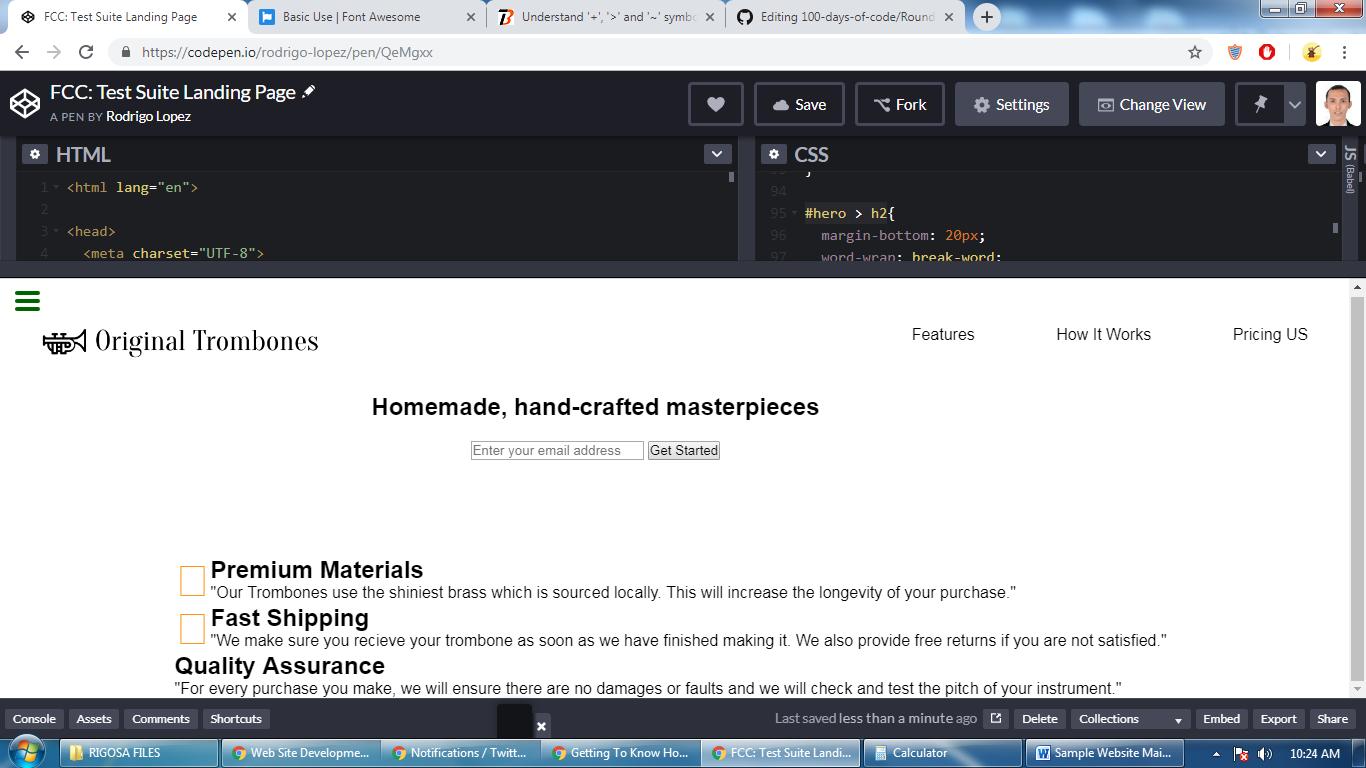 FCC: Test Suite Landing Page
Basic Use | Font Awesome
Understand '+', '>' and '~' symbo
Editing 100-days-of-code/Round
https://codepen.io/rodrigo-lopez/pen/QeMgxx
FCC: Test Suite Landing Page
A PEN BY Rodrigo Lopez
Save
Fork
Settings
Change View
HTML
1 <html lang="en">
2
3 <head>
4 <meta charset="UTF-8">
CSS
93 }
94
95 #hero > h2{
96 margin-bottom: 20px;
97 word-wrap: break-word;
JS (Babel)
Original Trombones
Features
How It Works
Pricing US
Homemade, hand-crafted masterpieces
Enter your email address
Get Started
Premium Materials
"Our Trombones use the shiniest brass which is sourced locally. This will increase the longevity of your purchase."
Fast Shipping
"We make sure you recieve your trombone as soon as we have finished making it. We also provide free returns if you are not satisfied."
Quality Assurance
"For every purchase you make, we will ensure there are no damages or faults and we will check and test the pitch of your instrument."
Console
Assets
Comments
Shortcuts
Last saved less than a minute ago
Delete
Collections
Embed
Export
Share
RIGOSA FILES
Web Site Developme...
Notifications / Twitt...
Getting To Know Ho...
FCC: Test Suite Landi...
Calculator
Sample Website Mai...
10:24 AM